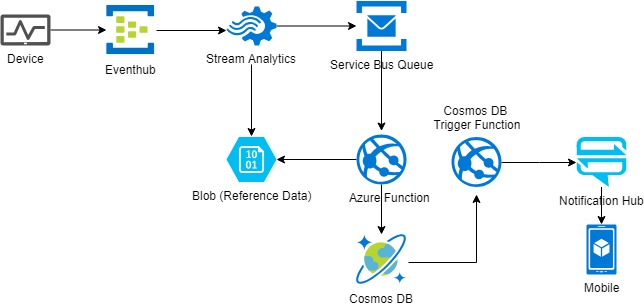 Device
Eventhub
Stream Analytics
Service Bus Queue
Cosmos DB
Trigger Function
10
01
Blob (Reference Data)
Azure Function
Notification Hub
Cosmos DB
Mobile